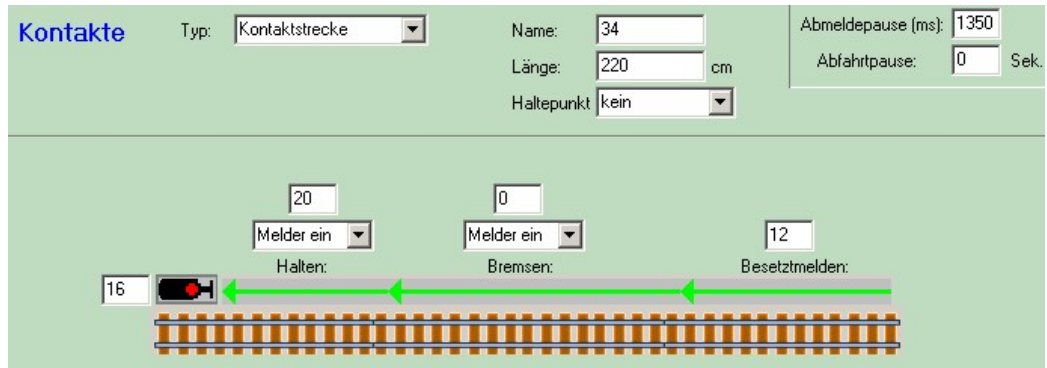 Kontakte Typ: Kontaktstrecke Name: 34 Abmeldepause (ms): 1350
Länge: 220 cm Abfahrtpause: 0 Sek.
Haltepunkt kein
20 0
Melder ein Melder ein 12
Halten: Bremsen: Besetztmelden:
16